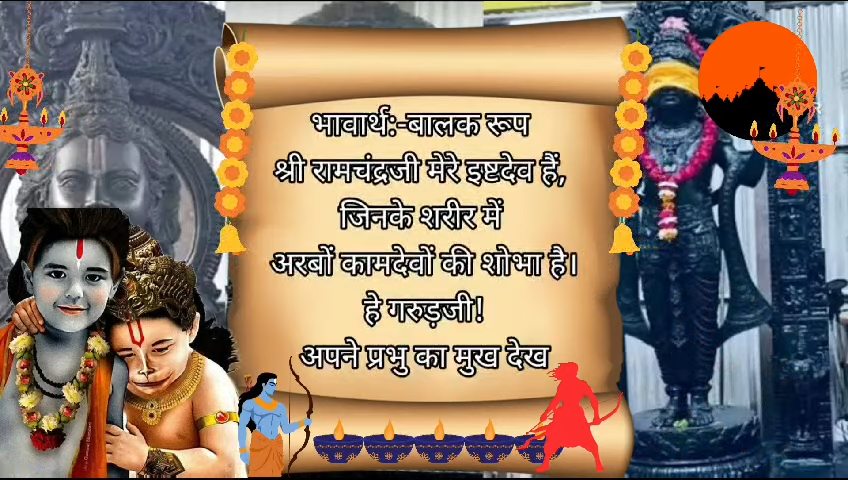 भावार्थ:-बालक रूप
श्री रामचंद्रजी मेरे इष्टदेव हैं,
जिनके शरीर में
अरबों कामदेवों की शोभा है।
हे गरुड़जी!
अपने प्रभु का मुख देख